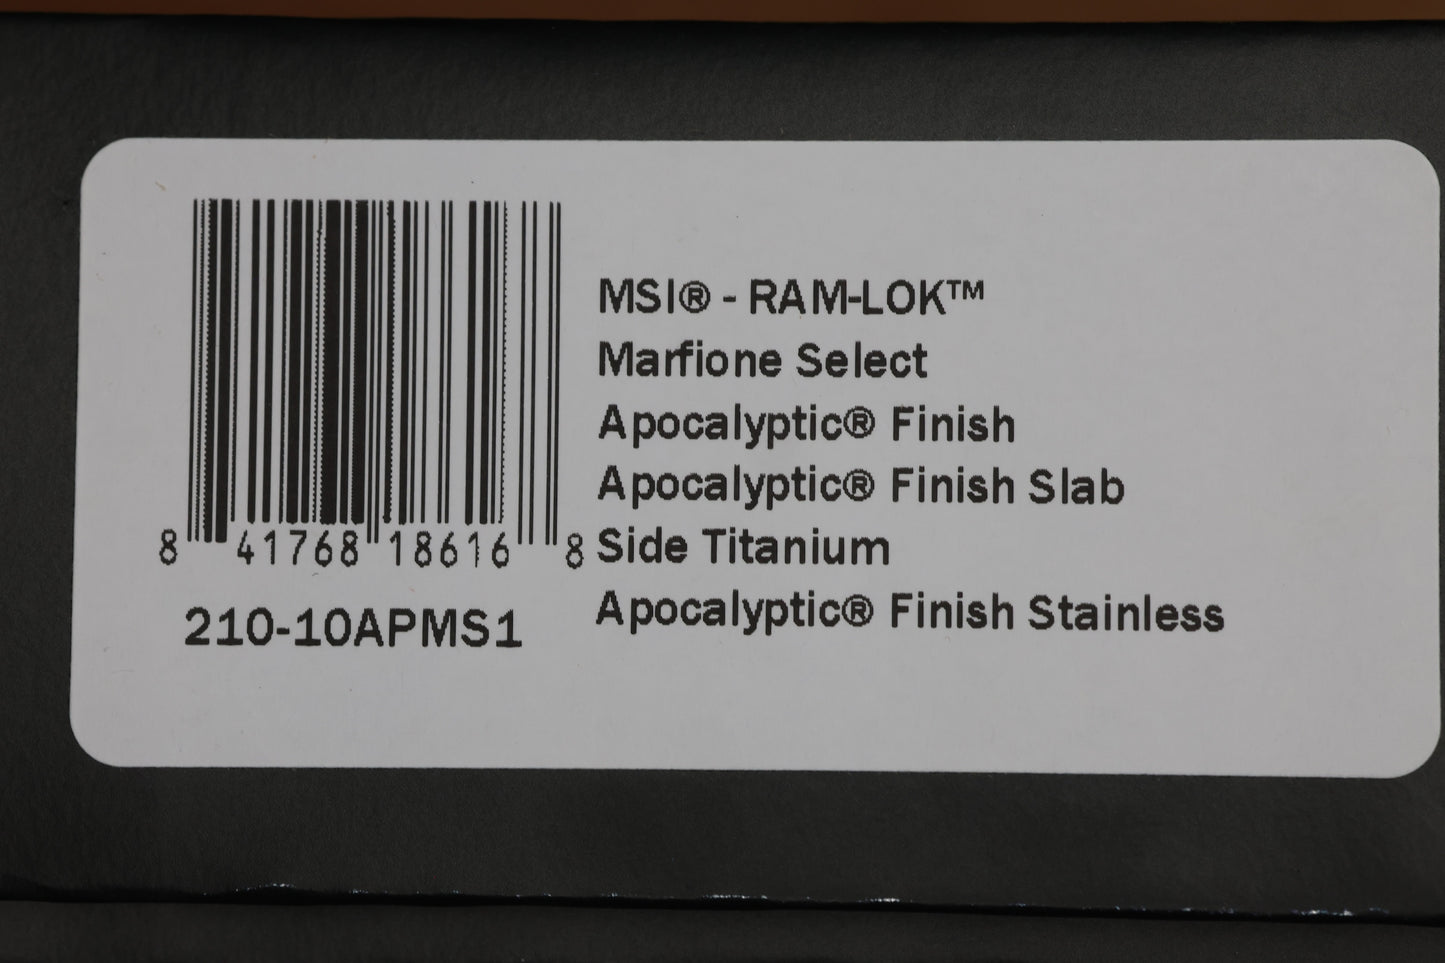 MSI® - RAM-LOK™
Marfione Select
Apocalyptic® Finish
Apocalyptic® Finish Slab
Side Titanium
Apocalyptic® Finish Stainless
8 41768 18616 8
210-10APMS1